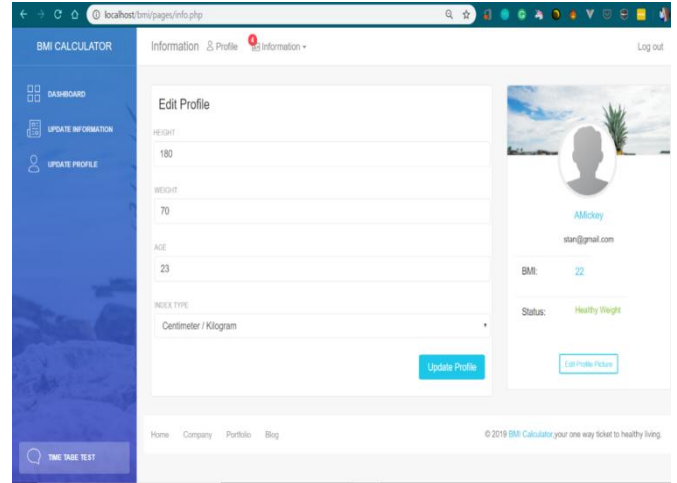 localhost/bmi/pages/info.php
BMI CALCULATOR
Information Profile 4 Information
Log out
DASHBOARD
UPDATE INFORMATION
UPDATE PROFILE
Edit Profile
HEIGHT
180
WEIGHT
70
AGE
23
INDEX TYPE
Centimeter / Kilogram
Update Profile
AMickey
stan@gmail.com
BMI: 22
Status: Healthy Weight
Edit Profile Picture
Home Company Portfolio Blog
© 2019 BMI Calculator,your one way ticket to healthy living.
TIME TABE TEST